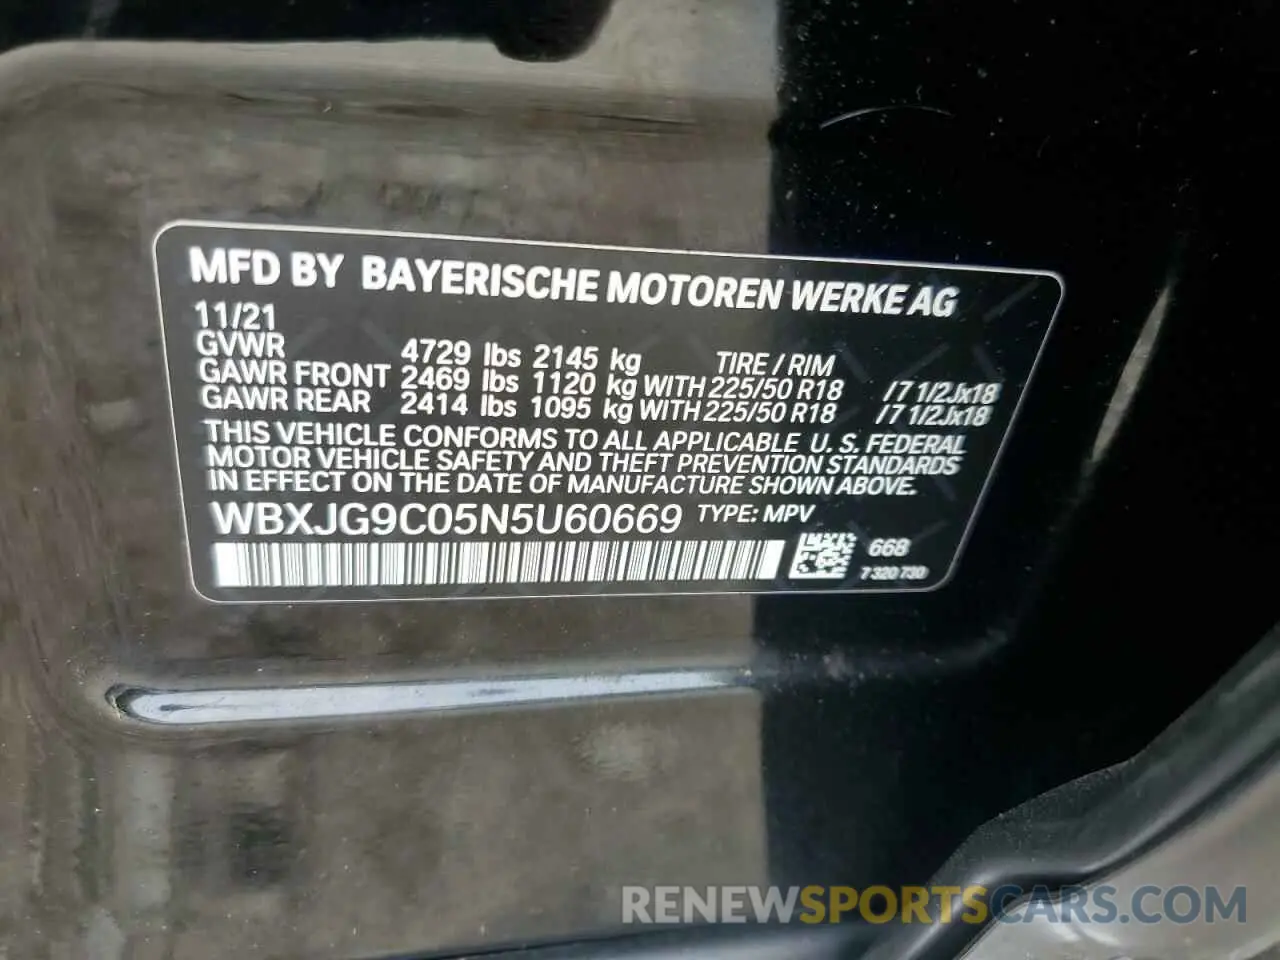 MFD BY BAYERISCHE MOTOREN WERKE AG
11/21
GVWR 4729 lbs 2145 kg TIRE / RIM
GAWR FRONT 2469 lbs 1120 kg WITH 225/50 R18 /7 1/2Jx18
GAWR REAR 2414 lbs 1095 kg WITH 225/50 R18 /7 1/2Jx18
THIS VEHICLE CONFORMS TO ALL APPLICABLE U. S. FEDERAL
MOTOR VEHICLE SAFETY AND THEFT PREVENTION STANDARDS
IN EFFECT ON THE DATE OF MANUFACTURE SHOWN ABOVE.
WBXJG9C05N5U60669 TYPE: MPV
668
7 320 730
RENEWSPORTSCARS.COM